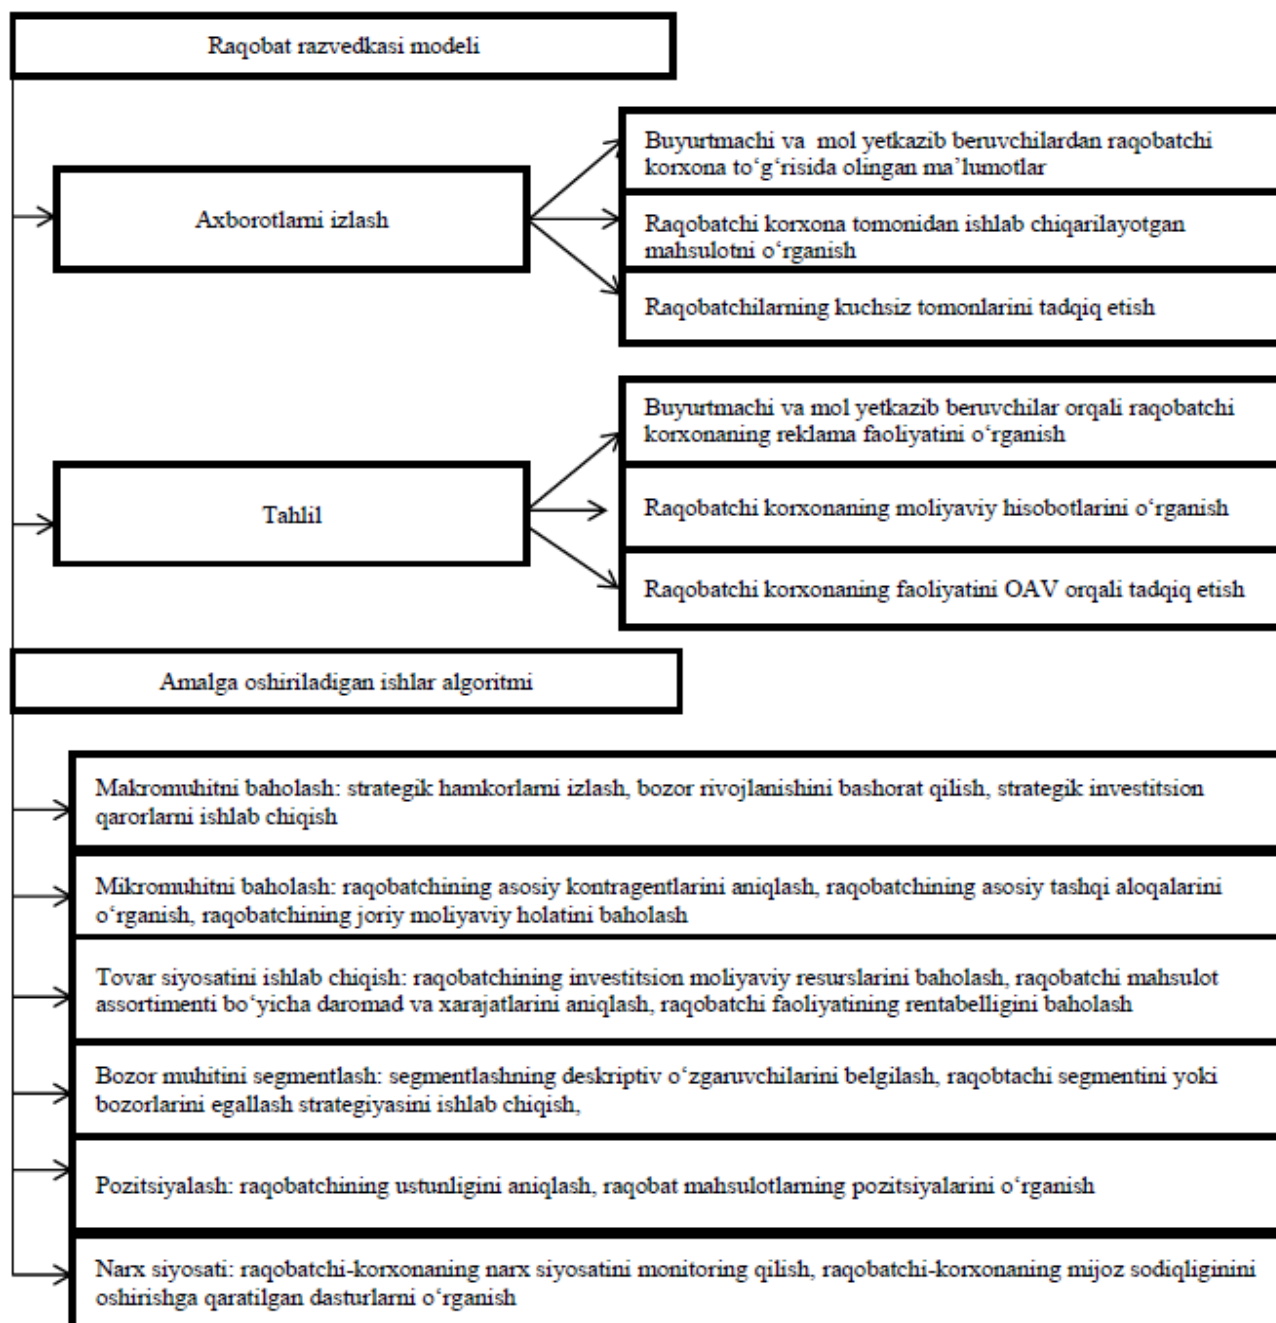 Raqobat razvedkasi modeli
Buyurtmachi va mol yetkazib beruvchilardan raqobatchi
korxona to‘g‘risida olingan ma’lumotlar
Axborotlarni izlash
Raqobatchi korxona tomonidan ishlab chiqarilayotgan
mahsulotni o‘rganish
Raqobatchilarning kuchsiz tomonlarini tadqiq etish
Buyurtmachi va mol yetkazib beruvchilar orqali raqobatchi
korxonaning reklama faoliyatini o‘rganish
Tahlil
Raqobatchi korxonaning moliyaviy hisobotlarini o‘rganish
Raqobatchi korxonaning faoliyatini OAV orqali tadqiq etish
Amalga oshiriladigan ishlar algoritmi
Makromuhitni baholash: strategik hamkorlarni izlash, bozor rivojlanishini bashorat qilish, strategik investitsion
qarorlarni ishlab chiqish
Mikromuhitni baholash: raqobatchining asosiy kontragentlarini aniqlash, raqobatchining asosiy tashqi aloqalarini
o‘rganish, raqobatchining joriy moliyaviy holatini baholash
Tovar siyosatini ishlab chiqish: raqobatchining investitsion moliyaviy resurslarini baholash, raqobatchi mahsulot
assortimenti bo‘yicha daromad va xarajatlarini aniqlash, raqobatchi faoliyatining rentabelligini baholash
Bozor muhitini segmentlash: segmentlashning deskriptiv o‘zgaruvchilarini belgilash, raqobtachi segmentini yoki
bozorlarini egallash strategiyasini ishlab chiqish,
Pozitsiyalash: raqobatchining ustunligini aniqlash, raqobat mahsulotlarning pozitsiyalarini o‘rganish
Narx siyosati: raqobatchi-korxonaning narx siyosatini monitoring qilish, raqobatchi-korxonaning mijoz sodiqliginini
oshirishga qaratilgan dasturlarni o‘rganish